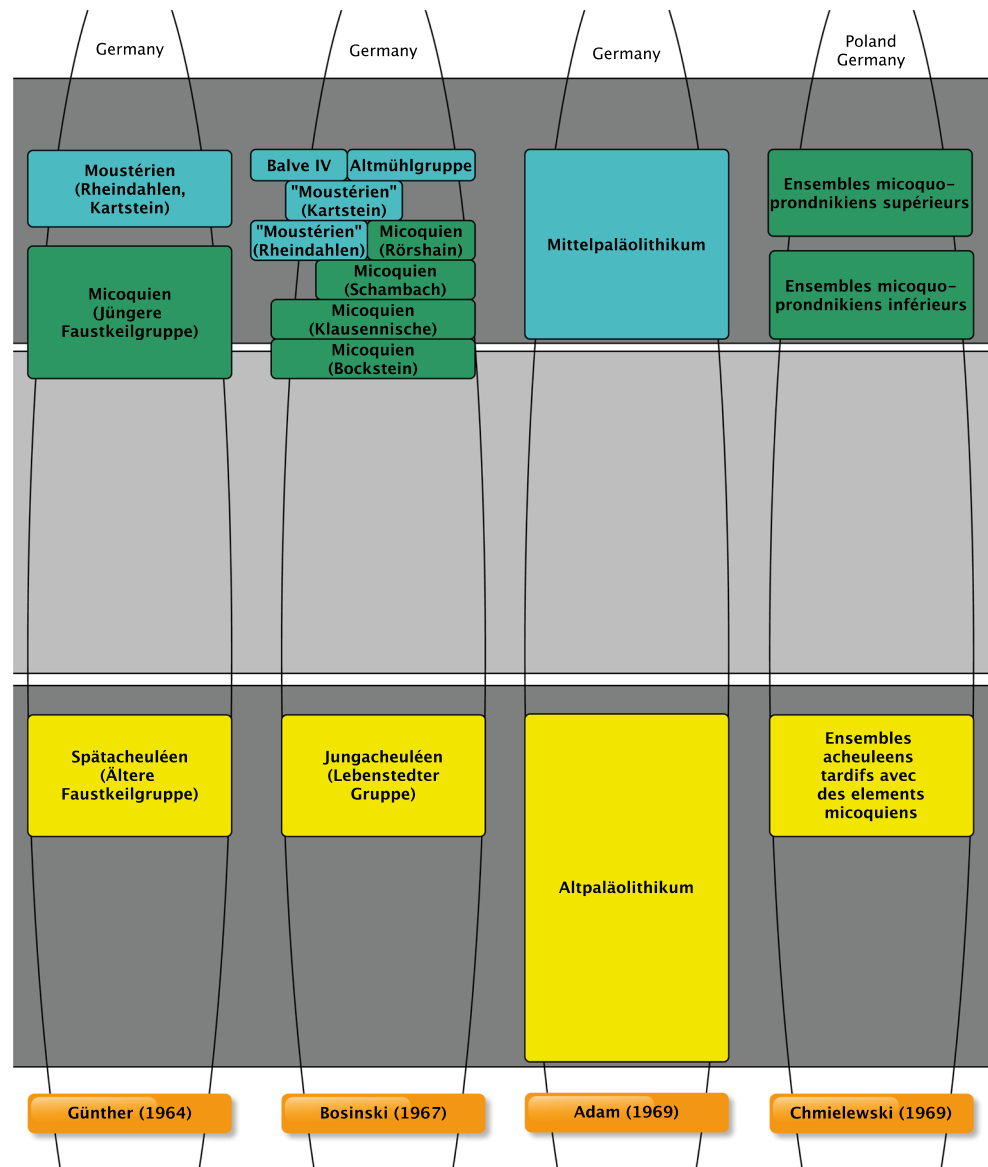 Germany
Germany
Germany
Poland
Germany
Moustérien
(Rheindahlen,
Kartstein)
Micoquien
(Jüngere
Faustkeilgruppe)
Spätacheuléen
(Ältere
Faustkeilgruppe)
Günther (1964)
Balve IV
Altmühlgruppe
"Moustérien"
(Kartstein)
"Moustérien"
(Rheindahlen)
Micoquien
(Rörshain)
Micoquien
(Schambach)
Micoquien
(Klausennische)
Micoquien
(Bockstein)
Jungacheuléen
(Lebenstedter
Gruppe)
Bosinski (1967)
Mittelpaläolithikum
Altpaläolithikum
Adam (1969)
Ensembles micoquo-
prondnikiens supérieurs
Ensembles micoquo-
prondnikiens inférieurs
Ensembles
acheuleens
tardifs avec
des elements
micoquiens
Chmielewski (1969)